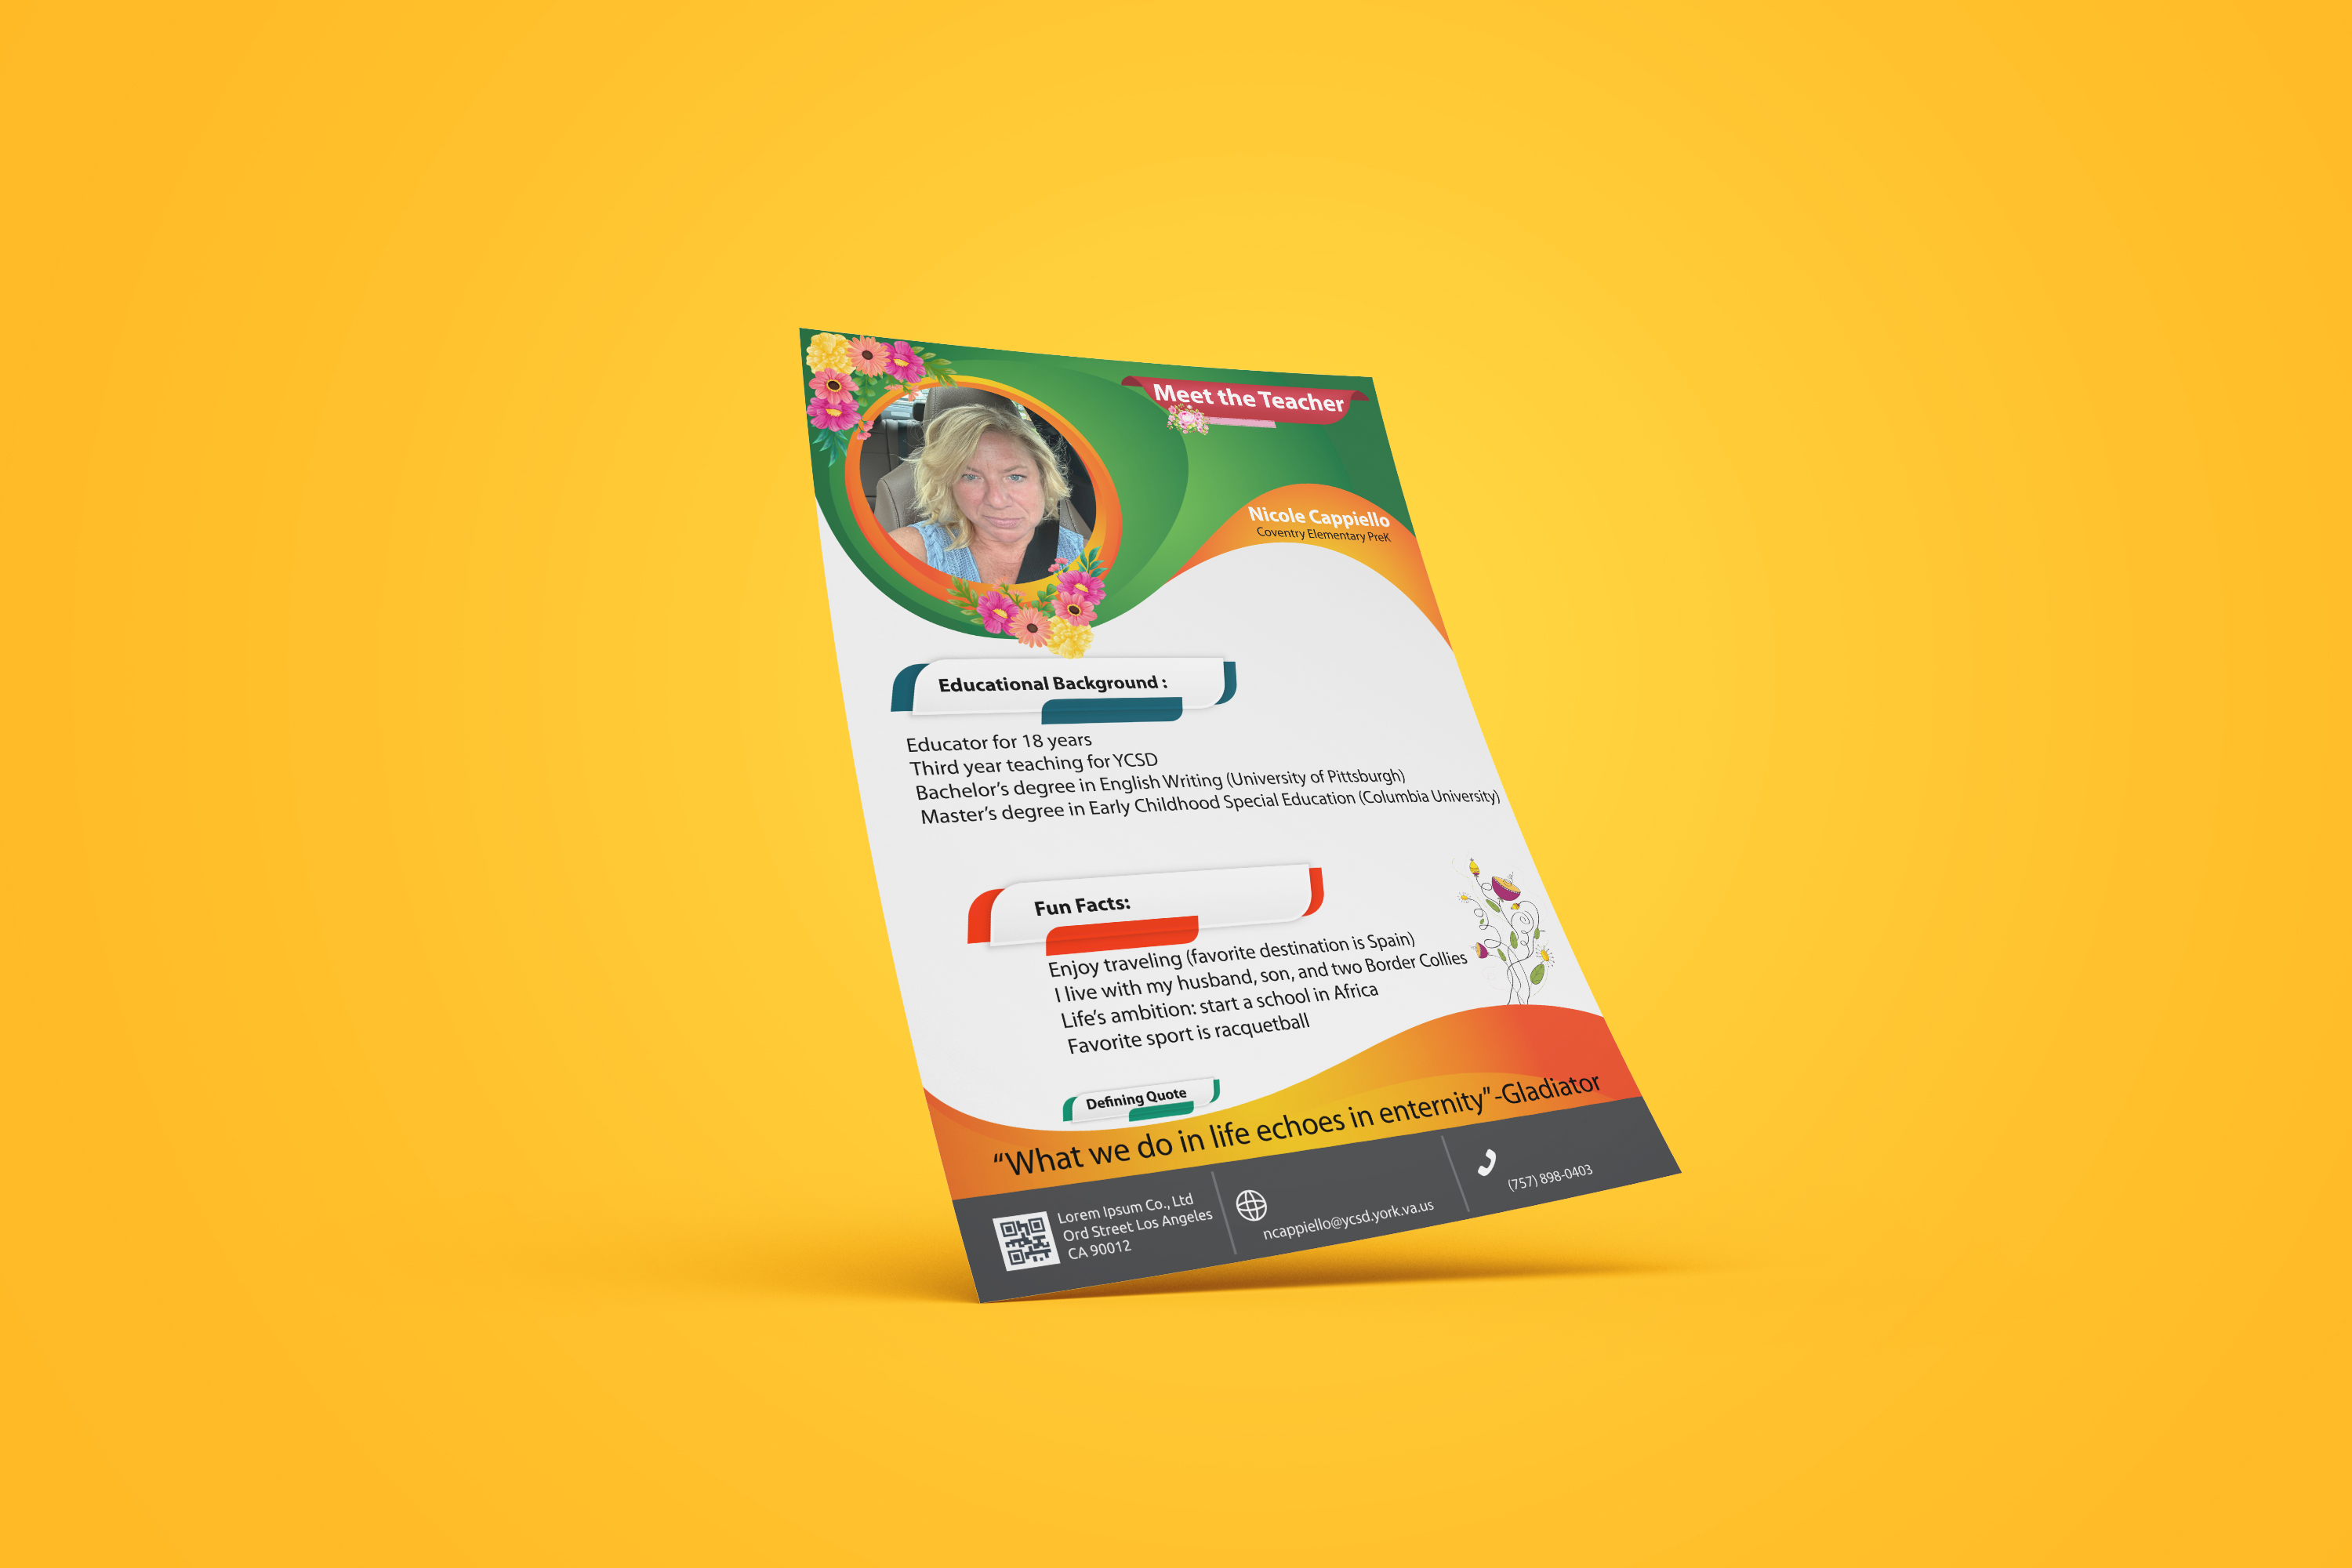 Meet the Teacher
Nicole Cappiello
Coventry Elementary PreK
Educational Background :
Educator for 18 years
Third year teaching for YCSD
Bachelor's degree in English Writing (University of Pittsburgh)
Master's degree in Early Childhood Special Education (Columbia University)
Fun Facts:
Enjoy traveling (favorite destination is Spain)
I live with my husband, son, and two Border Collies
Life's ambition: start a school in Africa
Favorite sport is racquetball
Defining Quote
“What we do in life echoes in enternity” -Gladiator
Lorem Ipsum Co., Ltd
Ord Street Los Angeles
CA 90012
ncappiello@ycsd.york.va.us
(757) 898-0403